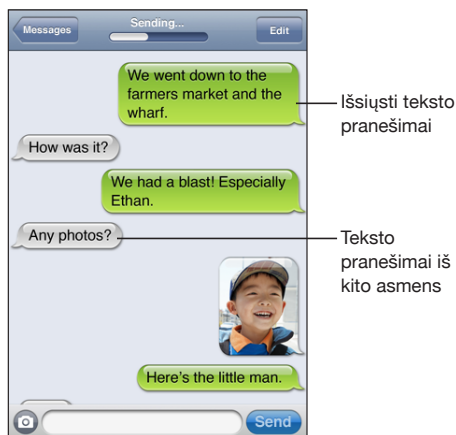 Messages
Sending...
Edit
We went down to the
farmers market and the
wharf.
Išsiųsti teksto
pranešimai
How was it?
We had a blast! Especially
Ethan.
Any photos?
Teksto
pranešimai iš
kito asmens
Here's the little man.
Send